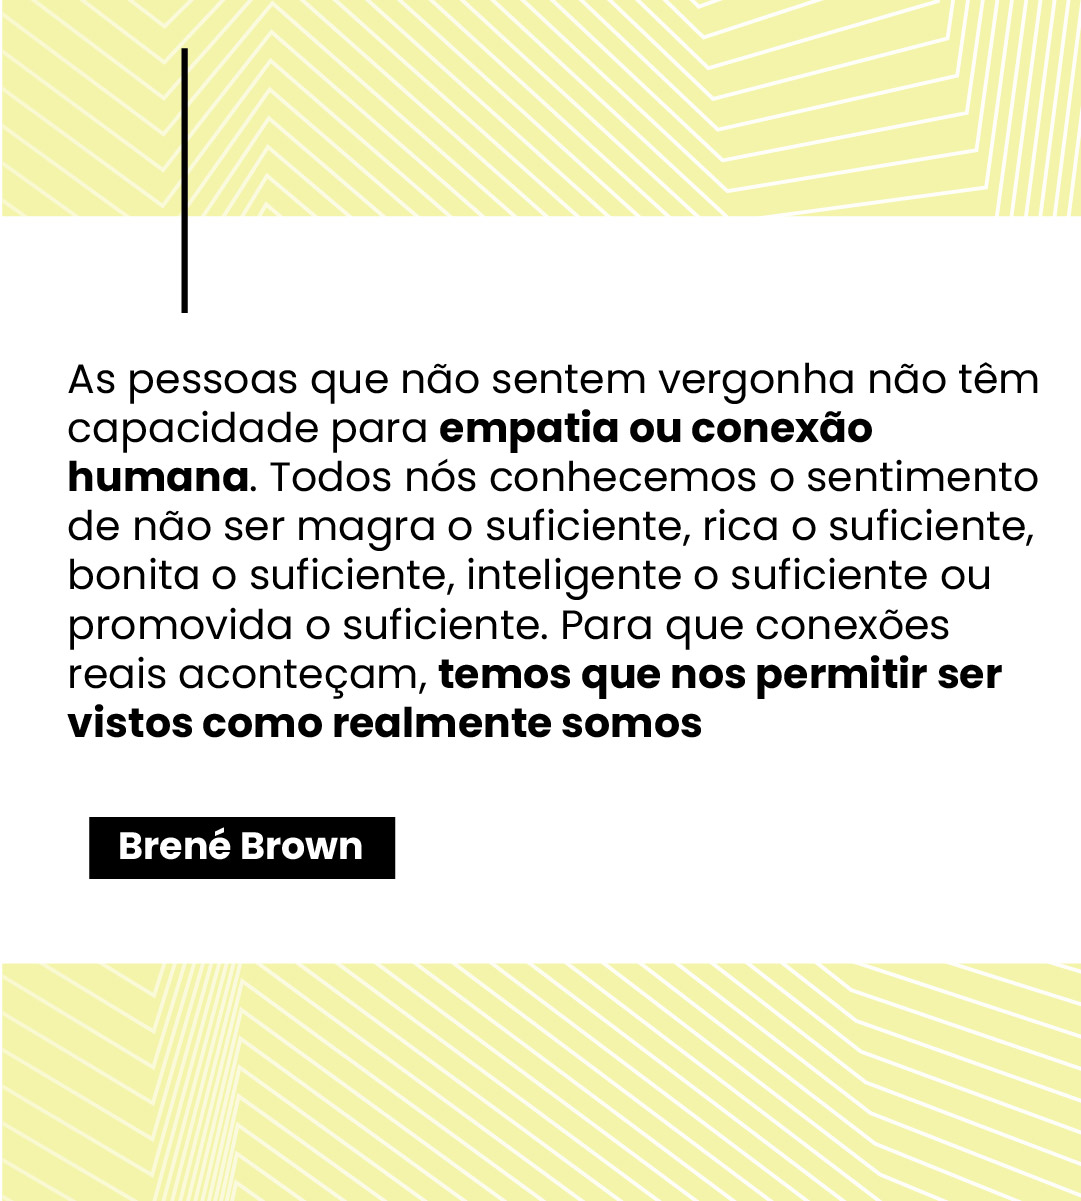 As pessoas que não sentem vergonha não têm
capacidade para empatia ou conexão
humana. Todos nós conhecemos o sentimento
de não ser magra o suficiente, rica o suficiente,
bonita o suficiente, inteligente o suficiente ou
promovida o suficiente. Para que conexões
reais aconteçam, temos que nos permitir ser
vistos como realmente somos
Brené Brown